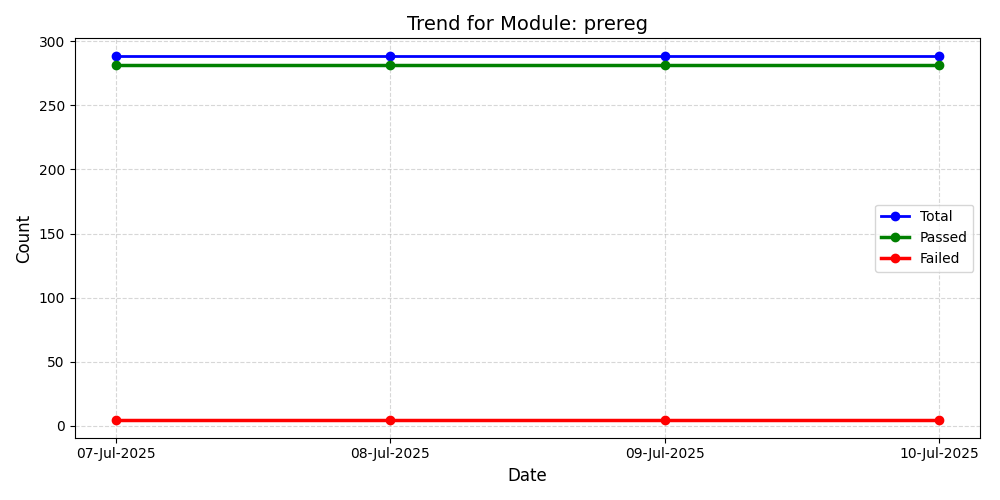 Trend for Module: prereg
300
250
200
150
100
50
0
Count
Total
Passed
Failed
07-Jul-2025
08-Jul-2025
09-Jul-2025
10-Jul-2025
Date